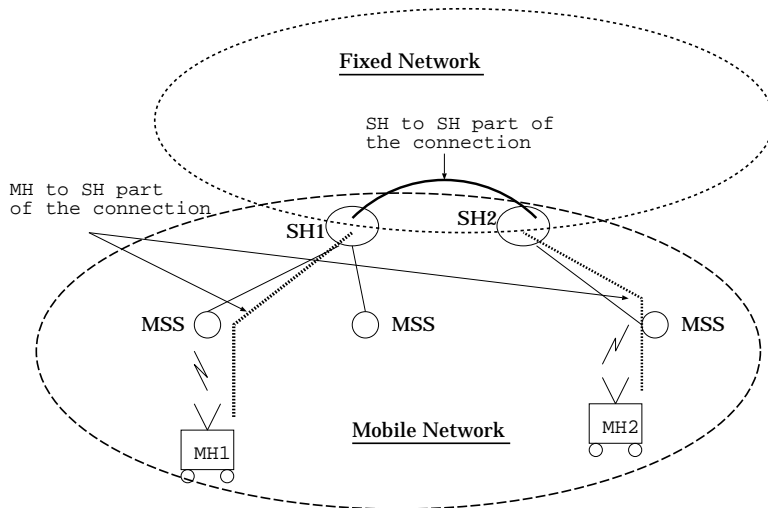 Fixed Network
SH to SH part of
the connection
MH to SH part
of the connection
SH1
SH2
MSS
MSS
MSS
MH1
MH2
Mobile Network